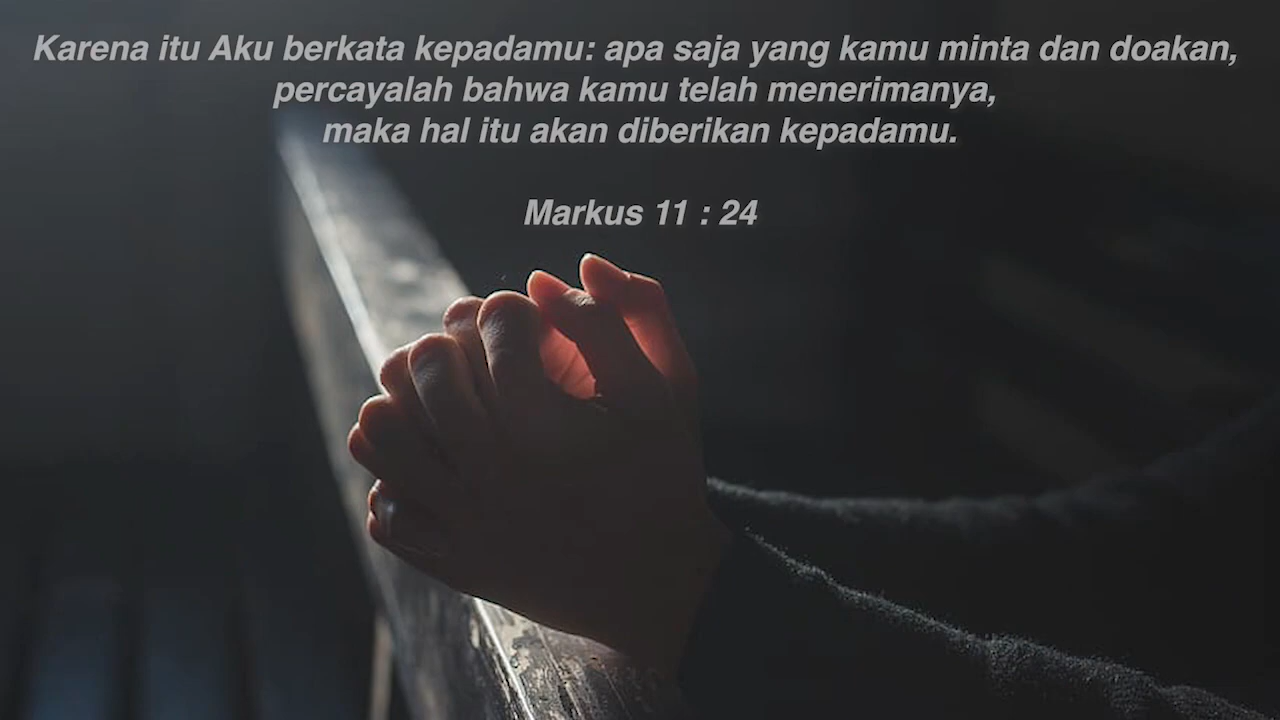 Karena itu Aku berkata kepadamu: apa saja yang kamu minta dan doakan,
percayalah bahwa kamu telah menerimanya,
maka hal itu akan diberikan kepadamu.
Markus 11 : 24